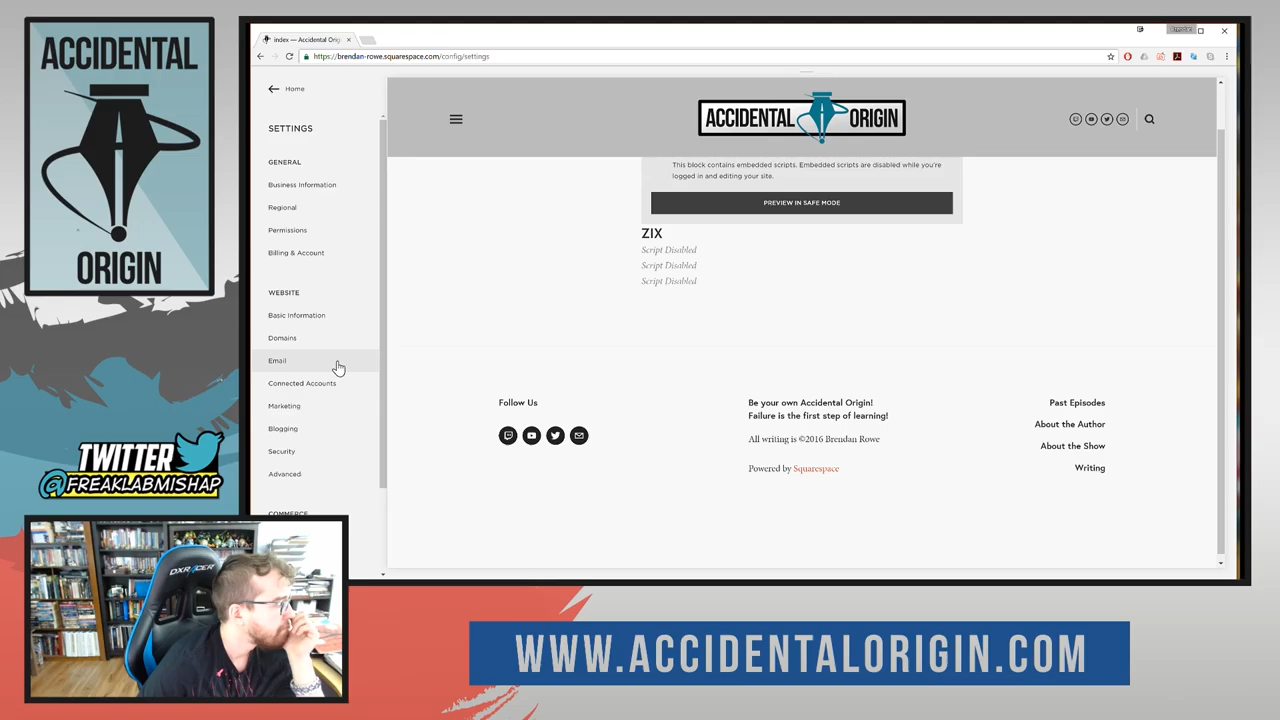 ACCIDENTAL
ORIGIN
TWITTER
@FREAKLABMISHAP
DXRACER
index — Accidental Orig
https://brendan-rowe.squarespace.com/config/settings
Home
SETTINGS
GENERAL
Business Information
Regional
Permissions
Billing & Account
WEBSITE
Basic Information
Domains
Email
Connected Accounts
Marketing
Blogging
Security
Advanced
COMMERCE
ACCIDENTAL ORIGIN
This block contains embedded scripts. Embedded scripts are disabled while you're
logged in and editing your site.
PREVIEW IN SAFE MODE
ZIX
Script Disabled
Script Disabled
Script Disabled
Follow Us
Be your own Accidental Origin!
Failure is the first step of learning!
All writing is ©2016 Brendan Rowe
Powered by Squarespace
Past Episodes
About the Author
About the Show
Writing
WWW.ACCIDENTALORIGIN.COM